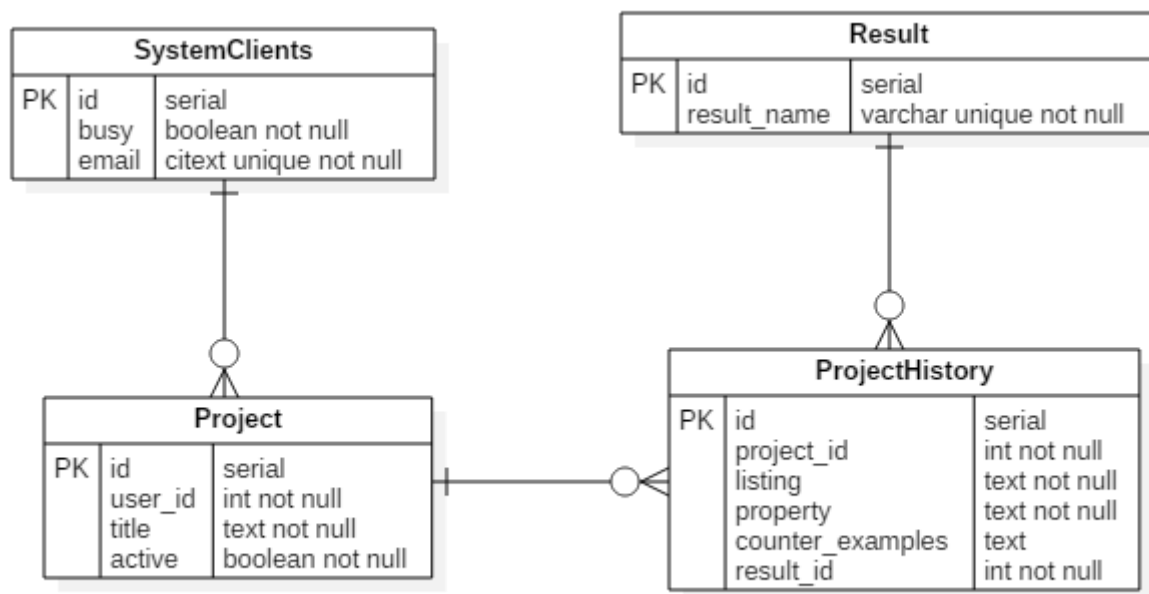 SystemClients
PK id serial
busy boolean not null
email citext unique not null
Result
PK id serial
result_name varchar unique not null
Project
PK id serial
user_id int not null
title text not null
active boolean not null
ProjectHistory
PK id serial
project_id int not null
listing text not null
property text not null
counter_examples text
result_id int not null